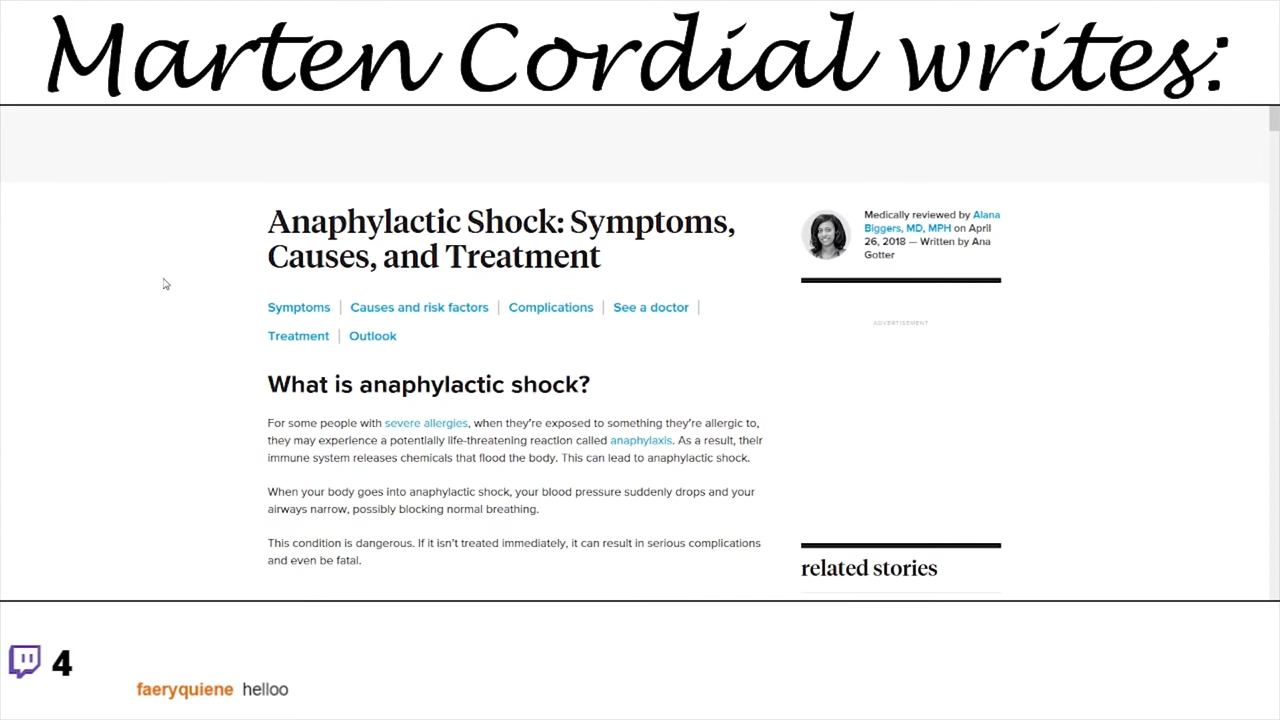 Marten Cordial writes:
Anaphylactic Shock: Symptoms,
Causes, and Treatment
Symptoms | Causes and risk factors | Complications | See a doctor |
Treatment | Outlook
What is anaphylactic shock?
For some people with severe allergies, when they're exposed to something they're allergic to,
they may experience a potentially life-threatening reaction called anaphylaxis. As a result, their
immune system releases chemicals that flood the body. This can lead to anaphylactic shock.
When your body goes into anaphylactic shock, your blood pressure suddenly drops and your
airways narrow, possibly blocking normal breathing.
This condition is dangerous. If it isn't treated immediately, it can result in serious complications
and even be fatal.
Medically reviewed by Alana
Biggers, MD, MPH on April
26, 2018 — Written by Ana
Gotter
ADVERTISEMENT
related stories
4
faeryquiene helloo